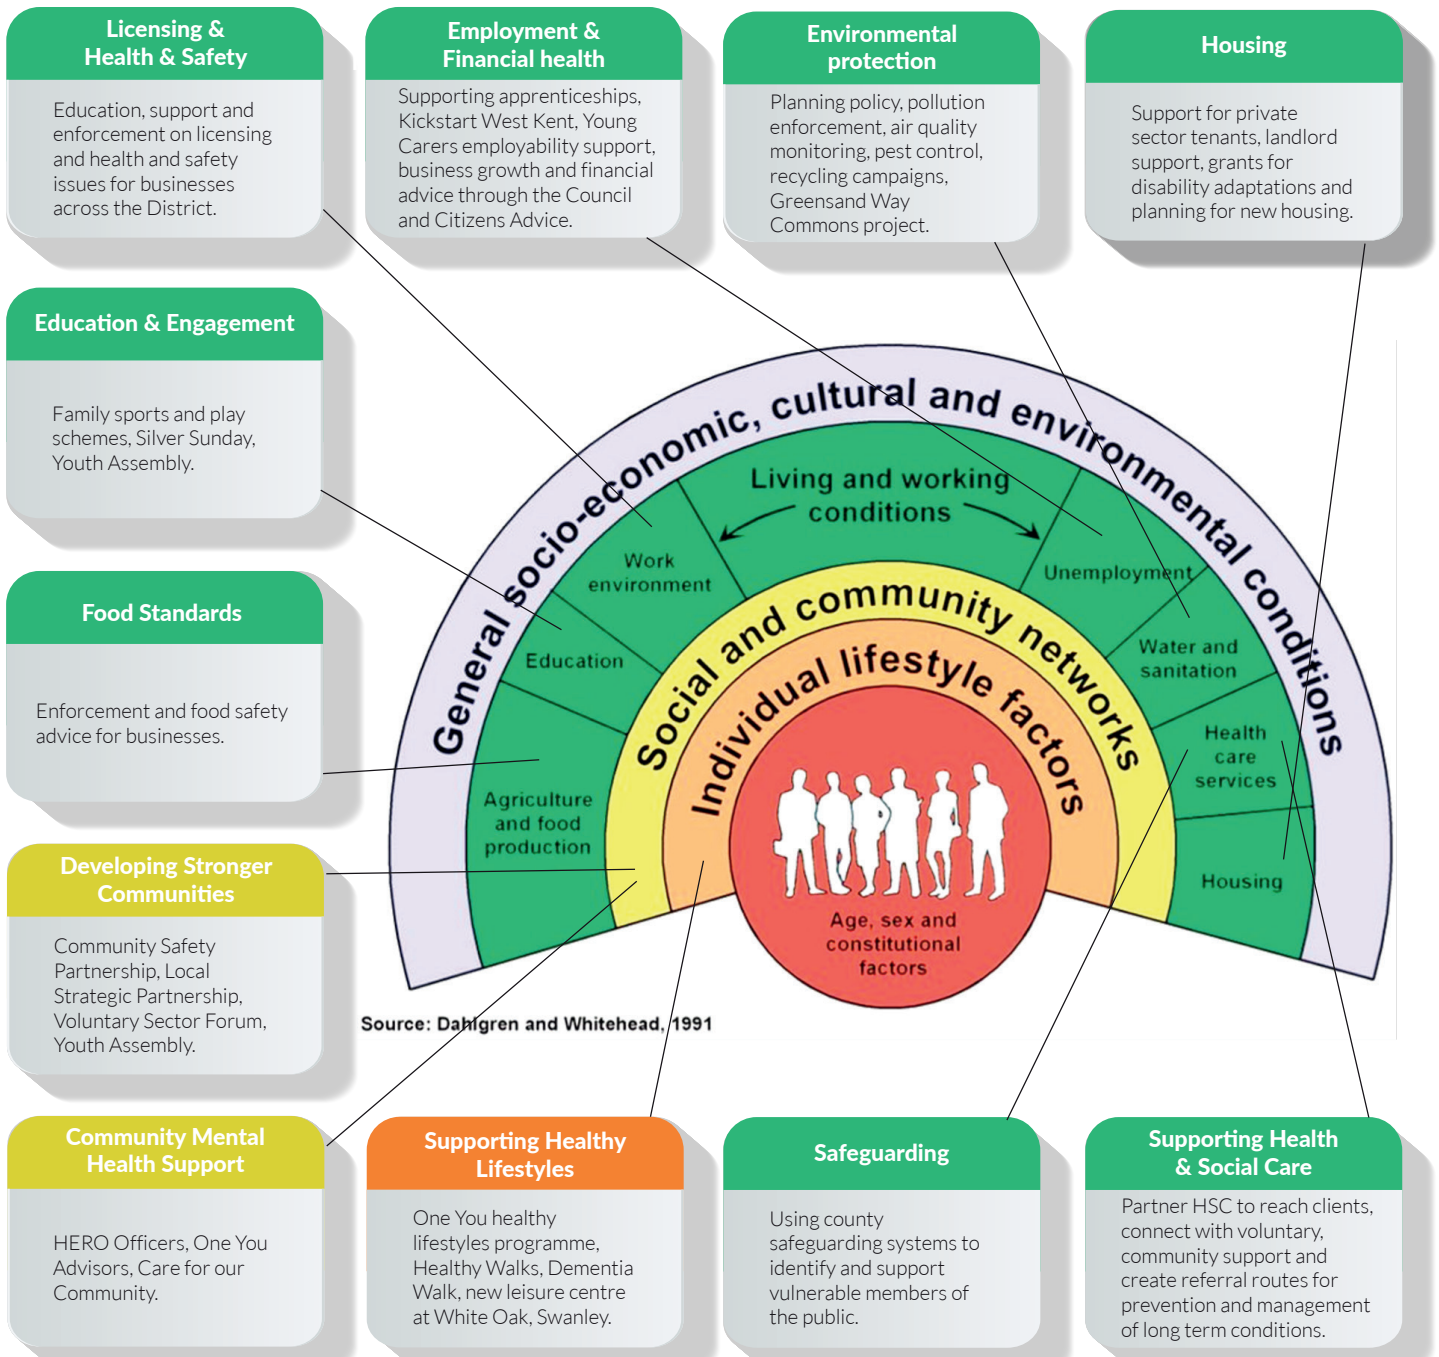 Licensing &
Health & Safety
Education, support and
enforcement on licensing
and health and safety
issues for businesses
across the District.
Employment &
Financial health
Supporting apprenticeships,
Kickstart West Kent, Young
Carers employability support,
business growth and financial
advice through the Council
and Citizens Advice.
Environmental
protection
Planning policy, pollution
enforcement, air quality
monitoring, pest control,
recycling campaigns,
Greensand Way
Commons project.
Housing
Support for private
sector tenants, landlord
support, grants for
disability adaptations and
planning for new housing.
Education & Engagement
Family sports and play
schemes, Silver Sunday,
Youth Assembly.
Food Standards
Enforcement and food safety
advice for businesses.
General socio-economic, cultural and environmental conditions
Living and working
conditions
Work
environment
Education
Agriculture
and food
production
Unemployment
Water and
sanitation
Health
care
services
Housing
Social and community networks
Individual lifestyle factors
Age, sex and
constitutional
factors
Source: Dahlgren and Whitehead, 1991
Developing Stronger
Communities
Community Safety
Partnership, Local
Strategic Partnership,
Voluntary Sector Forum,
Youth Assembly.
Community Mental
Health Support
HERO Officers, One You
Advisors, Care for our
Community.
Supporting Healthy
Lifestyles
One You healthy
lifestyles programme,
Healthy Walks, Dementia
Walk, new leisure centre
at White Oak, Swanley.
Safeguarding
Using county
safeguarding systems to
identify and support
vulnerable members of
the public.
Supporting Health
& Social Care
Partner HSC to reach clients,
connect with voluntary,
community support and
create referral routes for
prevention and management
of long term conditions.